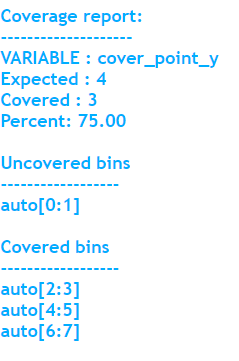 Coverage report:
--------------------
VARIABLE : cover_point_y
Expected : 4
Covered : 3
Percent: 75.00
Uncovered bins
------------------
auto[0:1]
Covered bins
------------------
auto[2:3]
auto[4:5]
auto[6:7]